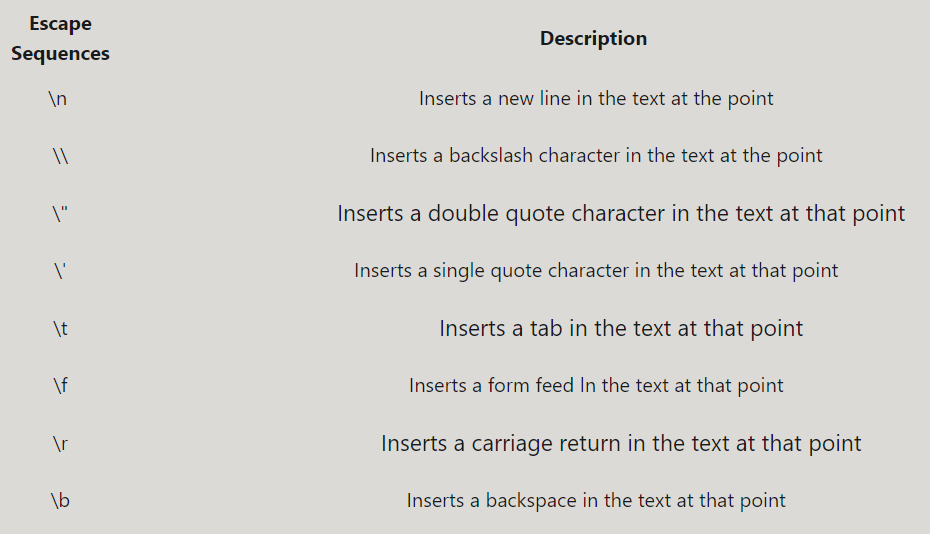 Escape
Sequences
Description
\n
Inserts a new line in the text at the point
\\
Inserts a backslash character in the text at the point
\"
Inserts a double quote character in the text at that point
\'
Inserts a single quote character in the text at that point
\t
Inserts a tab in the text at that point
\f
Inserts a form feed ln the text at that point
\r
Inserts a carriage return in the text at that point
\b
Inserts a backspace in the text at that point